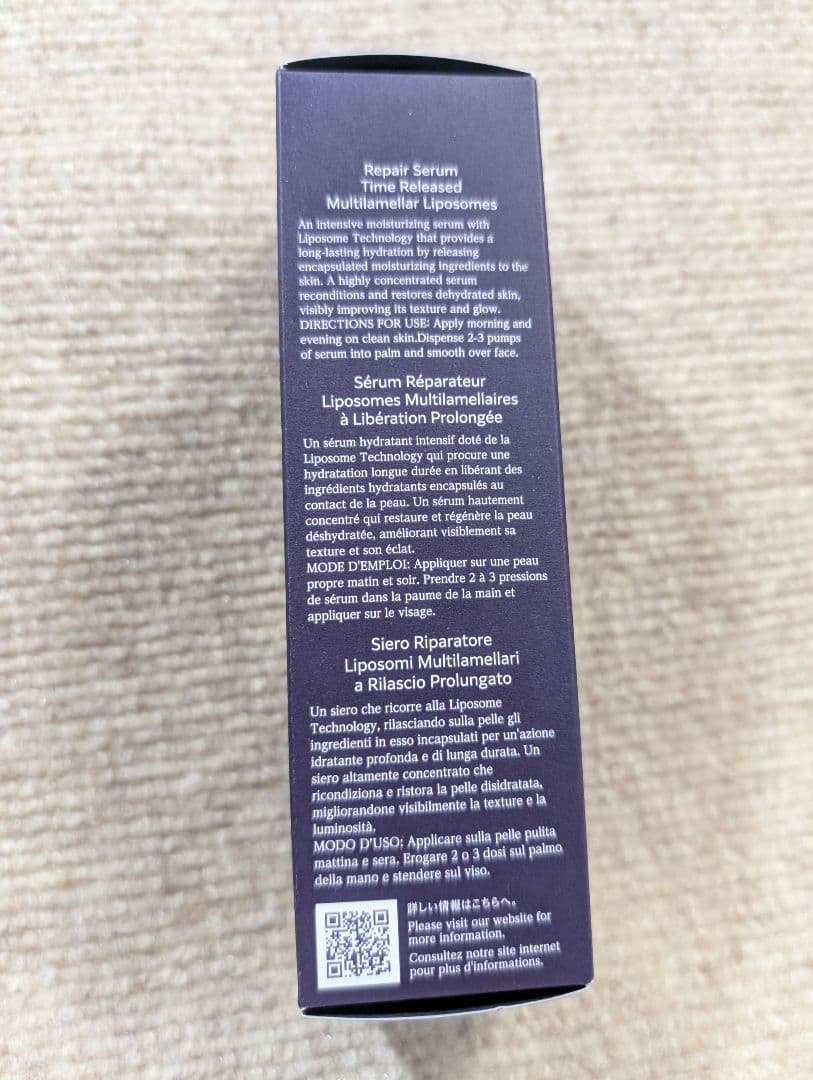 Repair Serum
Time Released
Multilamellar Liposomes
An intensive moisturizing serum with
Liposome Technology that provides a
long-lasting hydration by releasing
encapsulated moisturizing ingredients to the
skin. A highly concentrated serum
reconditions and restores dehydrated skin,
visibly improving its texture and glow.
DIRECTIONS FOR USE: Apply morning and
evening on clean skin.Dispense 2-3 pumps
of serum into palm and smooth over face.
Sérum Réparateur
Liposomes Multilamellaires
à Libération Prolongée
Un sérum hydratant intensif doté de la
Liposome Technology qui procure une
hydratation longue durée en libérant des
ingrédients hydratants encapsulés au
contact de la peau. Un sérum hautement
concentré qui restaure et régénère la peau
déshydratée, améliorant visiblement sa
texture et son éclat.
MODE D'EMPLOI: Appliquer sur une peau
propre matin et soir. Prendre 2 à 3 pressions
de sérum dans la paume de la main et
appliquer sur le visage.
Siero Riparatore
Liposomi Multilamellari
a Rilascio Prolungato
Un siero che ricorre alla Liposome
Technology, rilasciando sulla pelle gli
ingredienti in esso incapsulati per un'azione
idratante profonda e di lunga durata. Un
siero altamente concentrato che
ricondiziona e ristora la pelle disidratata,
migliorandone visibilmente la texture e la
luminosità.
MODO D'USO: Applicare sulla pelle pulita
mattina e sera. Erogare 2 o 3 dosi sul palmo
della mano e stendere sul viso.
詳しい情報はこちらへ。
Please visit our website for
more information.
Consultez notre site internet
pour plus d'informations.